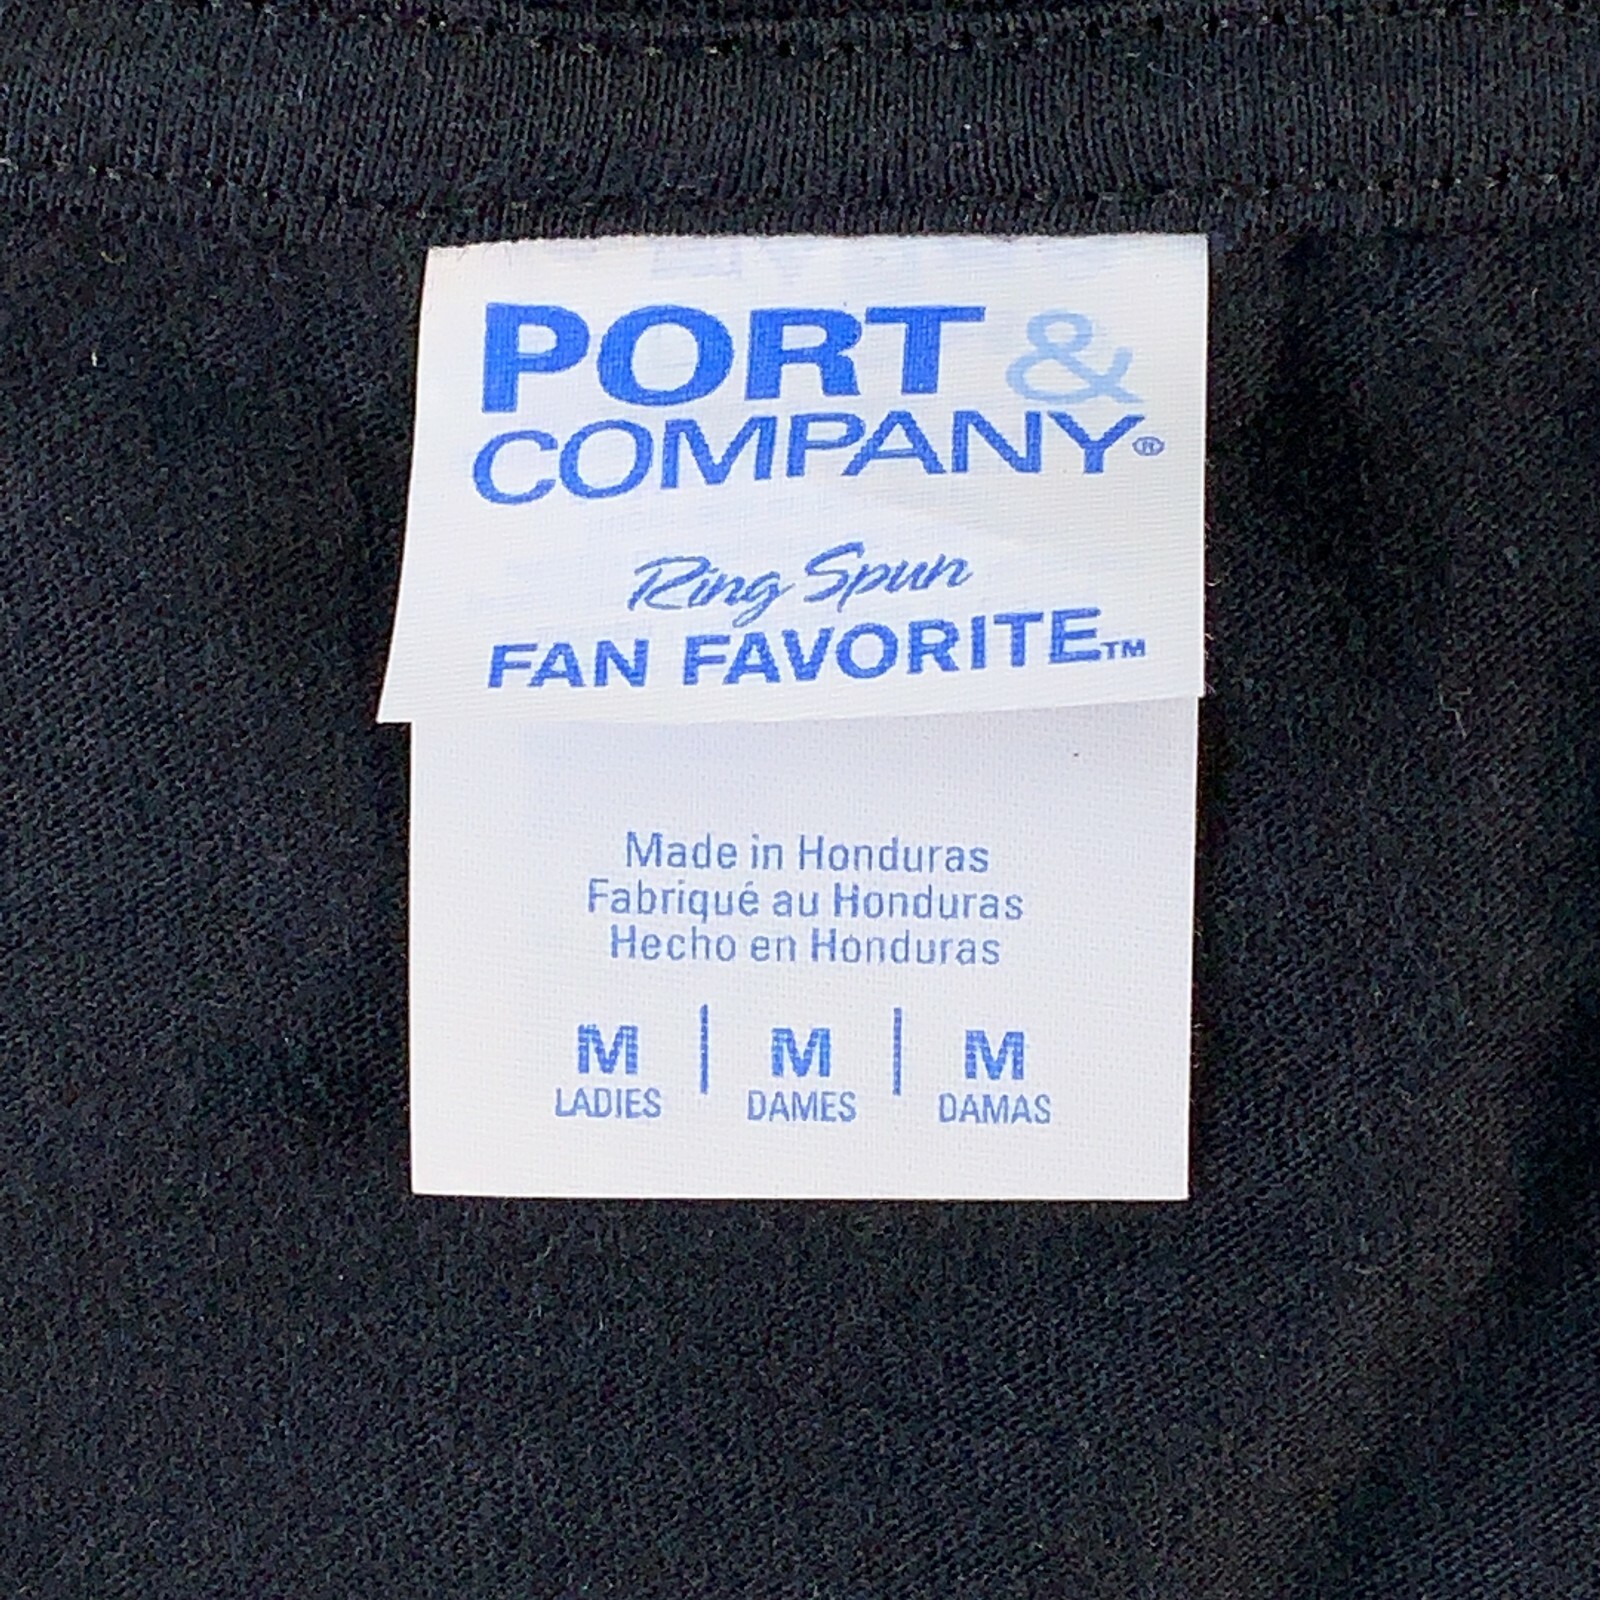 PORT &
COMPANY®
Ring Spun
FAN FAVORITE™
Made in Honduras
Fabriqué au Honduras
Hecho en Honduras
M | M | M
LADIES DAMES DAMAS